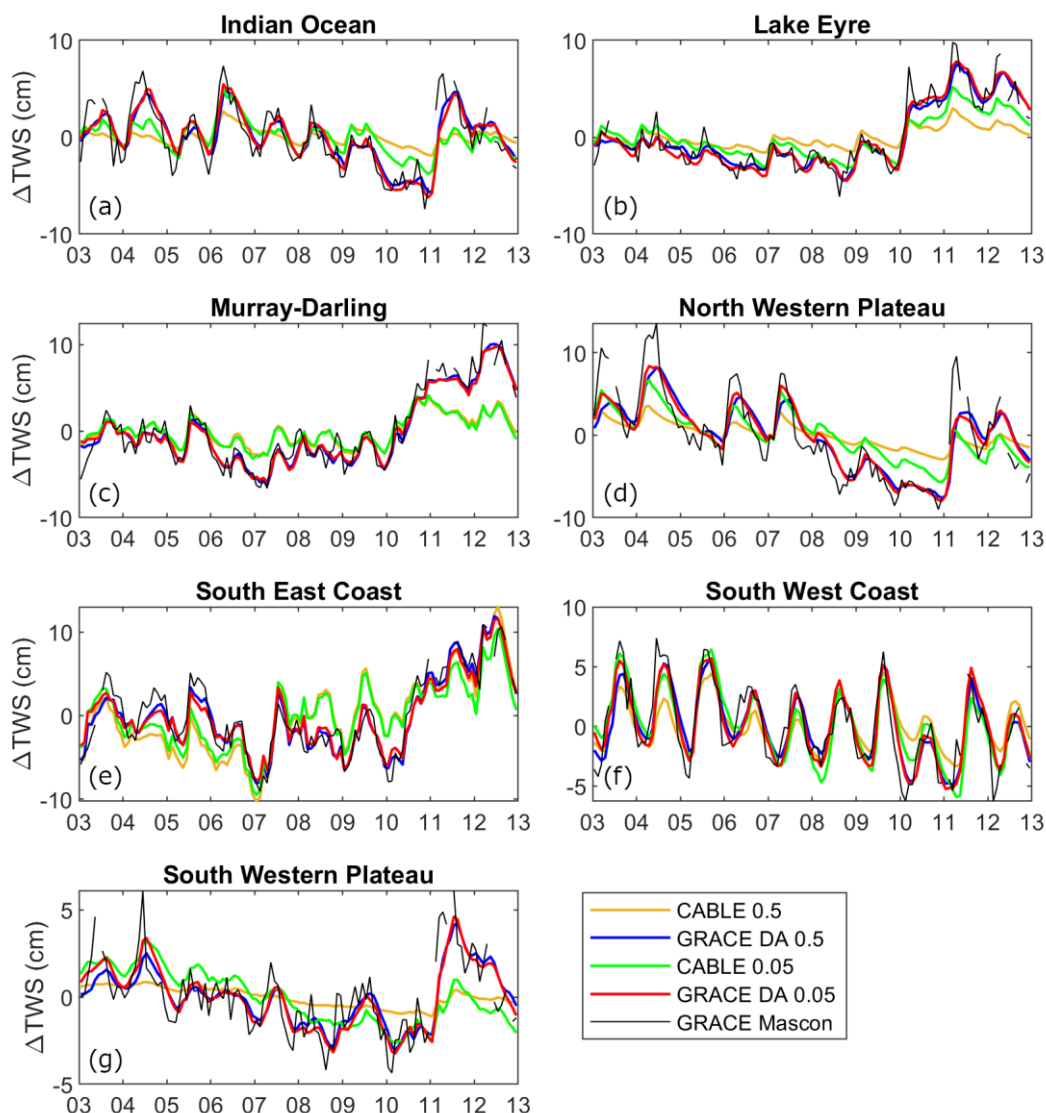 Indian Ocean
10
0
-10
ΔTWS (cm)
(a)
03 04 05 06 07 08 09 10 11 12 13
Lake Eyre
10
0
-10
(b)
03 04 05 06 07 08 09 10 11 12 13
Murray-Darling
10
0
-10
ΔTWS (cm)
(c)
03 04 05 06 07 08 09 10 11 12 13
North Western Plateau
10
0
-10
(d)
03 04 05 06 07 08 09 10 11 12 13
South East Coast
10
0
-10
ΔTWS (cm)
(e)
03 04 05 06 07 08 09 10 11 12 13
South West Coast
10
5
0
-5
(f)
03 04 05 06 07 08 09 10 11 12 13
South Western Plateau
5
0
-5
ΔTWS (cm)
(g)
03 04 05 06 07 08 09 10 11 12 13
CABLE 0.5
GRACE DA 0.5
CABLE 0.05
GRACE DA 0.05
GRACE Mascon